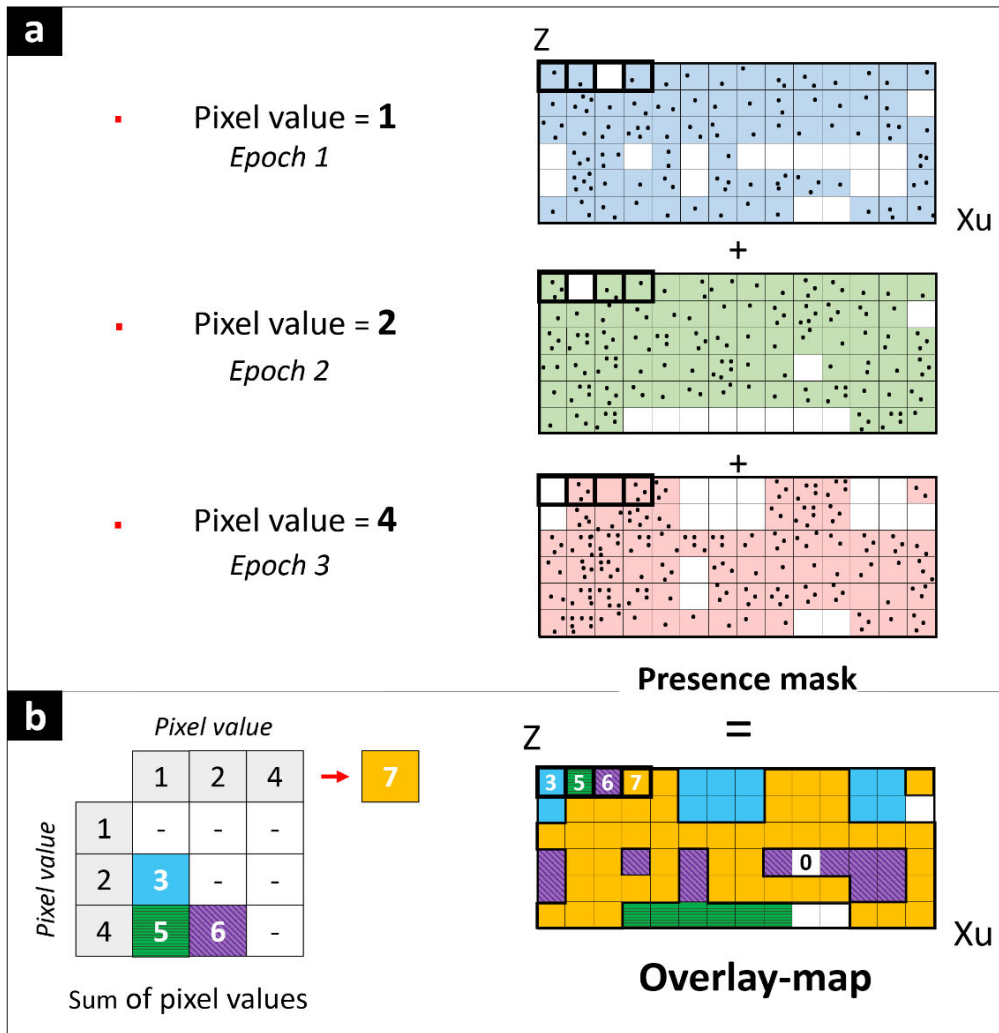 a
Z
Pixel value = 1
Epoch 1
Xu
+
Pixel value = 2
Epoch 2
+
Pixel value = 4
Epoch 3
Presence mask
b
Pixel value
=
Z
1 2 4 7
3 5 6 7
Pixel value
1 - - -
2 3 - -
0
4 5 6 -
Xu
Sum of pixel values
Overlay-map